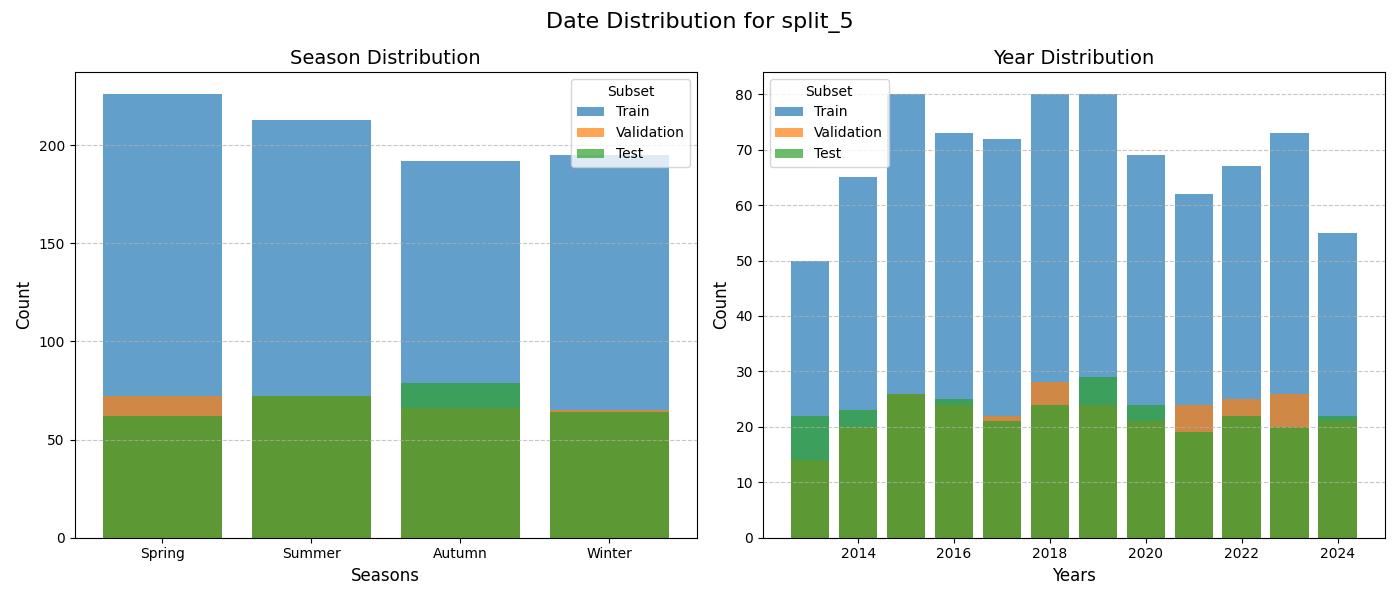 Date Distribution for split_5
Season Distribution
Subset
Train
Validation
Test
200
150
100
50
0
Count
Spring Summer Autumn Winter
Seasons
Year Distribution
Subset
Train
Validation
Test
80
70
60
50
40
30
20
10
0
Count
2014 2016 2018 2020 2022 2024
Years